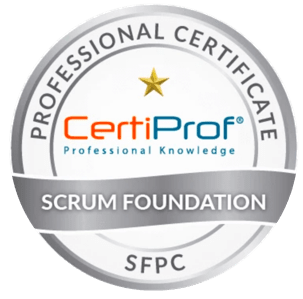 PROFESSIONAL CERTIFICATE
CertiProf®
Professional Knowledge
SCRUM FOUNDATION
SFPC